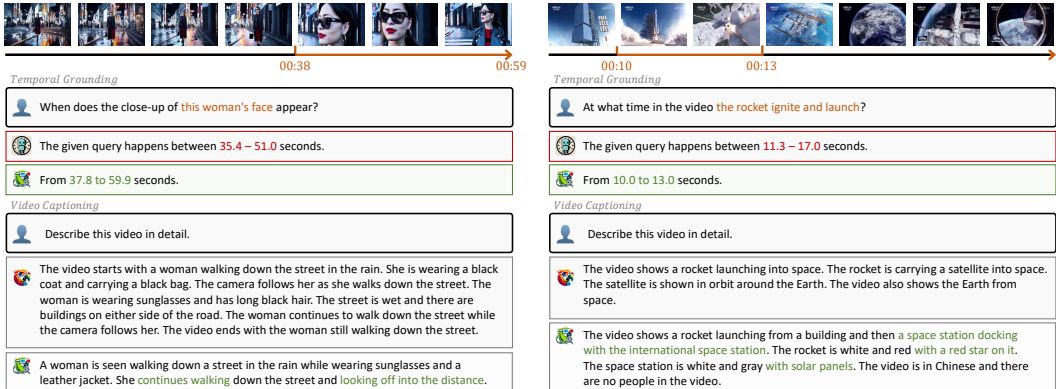 00:38
00:59
Temporal Grounding
When does the close-up of this woman's face appear?
The given query happens between 35.4 – 51.0 seconds.
From 37.8 to 59.9 seconds.
Video Captioning
Describe this video in detail.
The video starts with a woman walking down the street in the rain. She is wearing a black
coat and carrying a black bag. The camera follows her as she walks down the street. The
woman is wearing sunglasses and has long black hair. The street is wet and there are
buildings on either side of the road. The woman continues to walk down the street while
the camera follows her. The video ends with the woman still walking down the street.
A woman is seen walking down a street in the rain while wearing sunglasses and a
leather jacket. She continues walking down the street and looking off into the distance.
00:10
00:13
Temporal Grounding
At what time in the video the rocket ignite and launch?
The given query happens between 11.3 – 17.0 seconds.
From 10.0 to 13.0 seconds.
Video Captioning
Describe this video in detail.
The video shows a rocket launching into space. The rocket is carrying a satellite into space.
The satellite is shown in orbit around the Earth. The video also shows the Earth from
space.
The video shows a rocket launching from a building and then a space station docking
with the international space station. The rocket is white and red with a red star on it.
The space station is white and gray with solar panels. The video is in Chinese and there
are no people in the video.